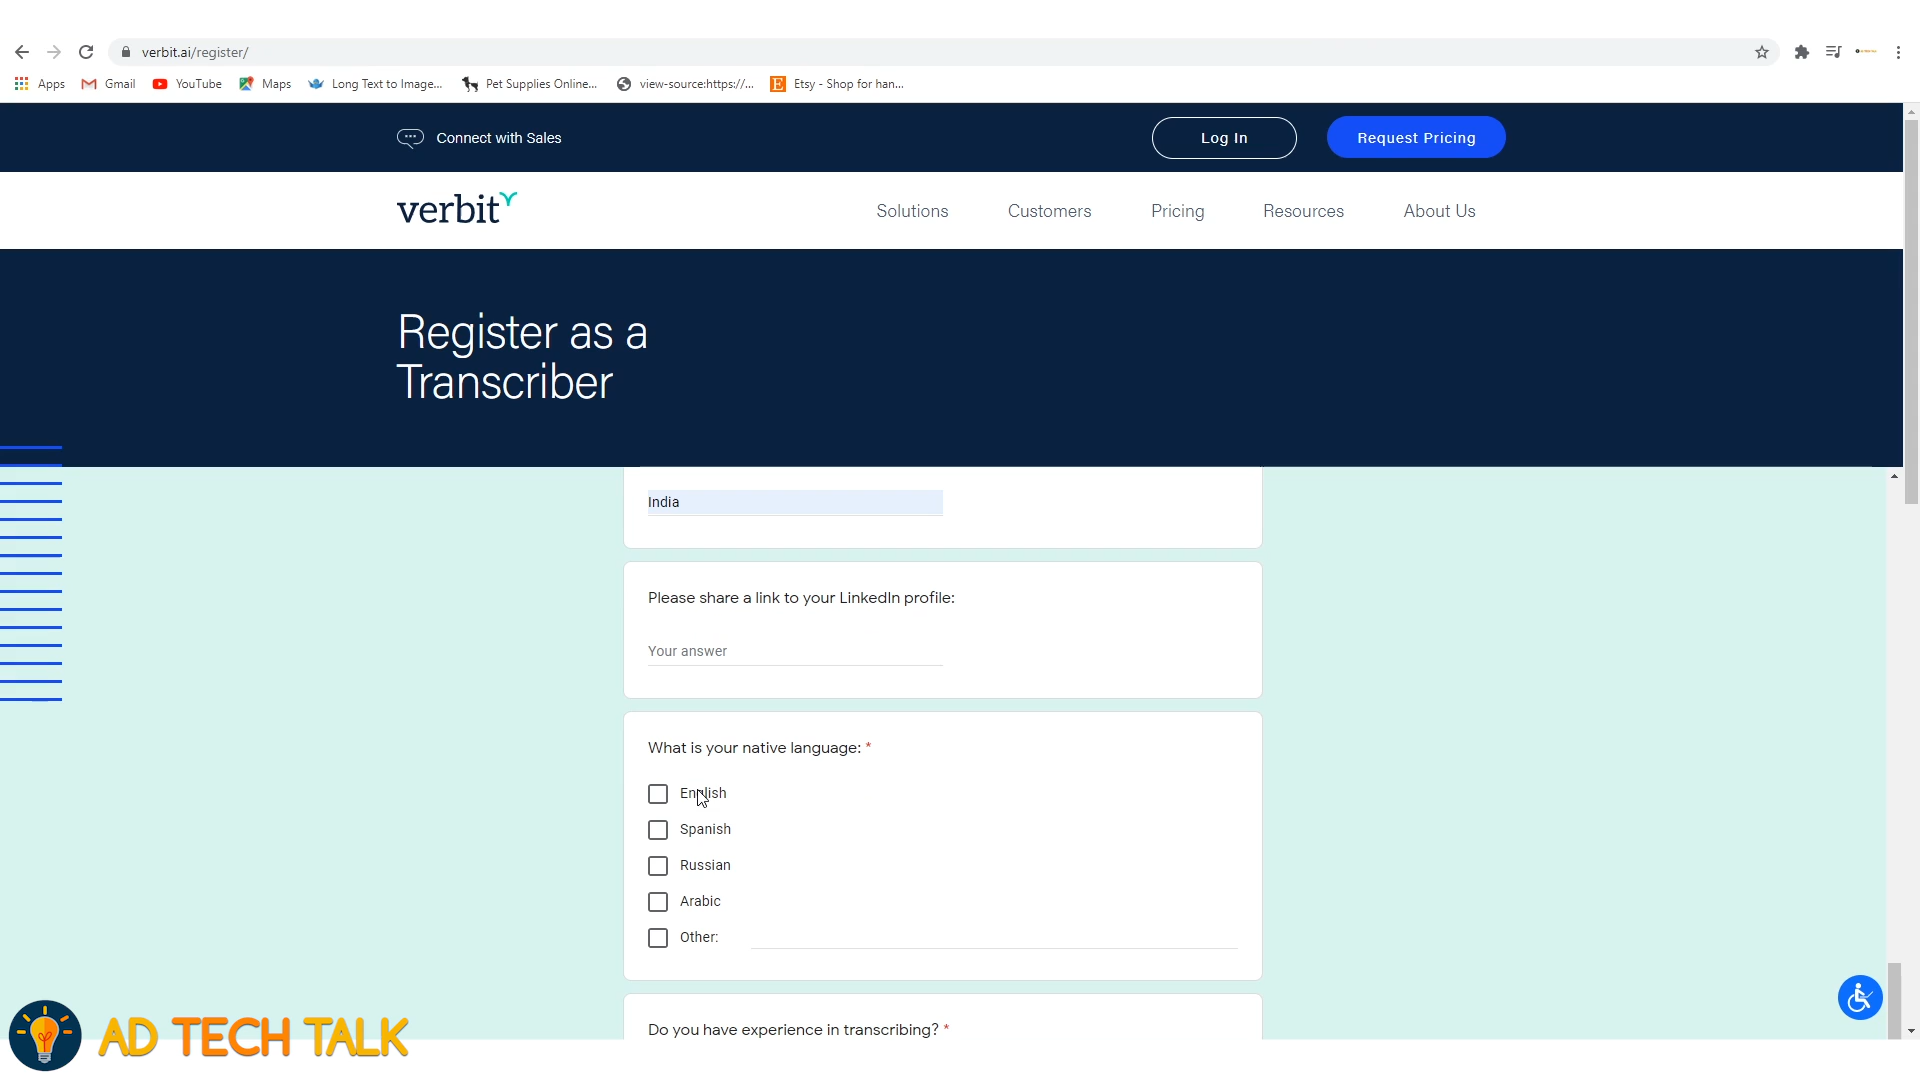 verbit.ai/register/
Apps Gmail YouTube Maps Long Text to Image... Pet Supplies Online... view-source:https://... Etsy - Shop for han...
Connect with Sales Log In Request Pricing
verbit Solutions Customers Pricing Resources About Us
Register as a
Transcriber
India
Please share a link to your LinkedIn profile:
Your answer
What is your native language: *
English
Spanish
Russian
Arabic
Other:
Do you have experience in transcribing? *
AD TECH TALK